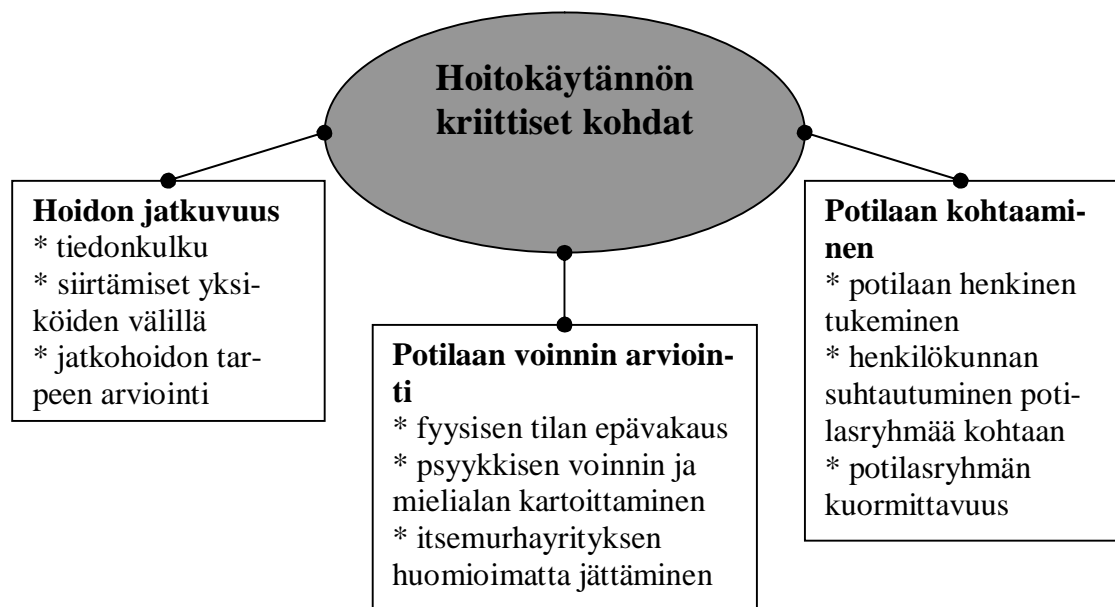 Hoitokäytännön
kriittiset kohdat
Hoidon jatkuvuus
* tiedonkulku
* siirtämiset yksi-
köiden välillä
* jatkohoidon tar-
peen arviointi
Potilaan voinnin arvioin-
ti
* fyysisen tilan epävakaus
* psyykkisen voinnin ja
mielialan kartoittaminen
* itsemurhayrityksen
huomioimatta jättäminen
Potilaan kohtaami-
nen
* potilaan henkinen
tukeminen
* henkilökunnan
suhtautuminen poti-
lasryhmää kohtaan
* potilasryhmän
kuormittavuus